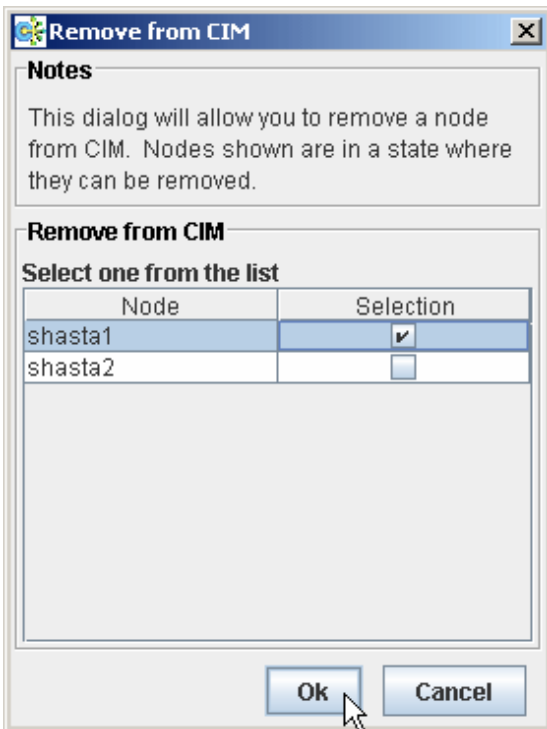 Remove from CIM
Notes
This dialog will allow you to remove a node
from CIM. Nodes shown are in a state where
they can be removed.
Remove from CIM
Select one from the list
Node Selection
shasta1
shasta2
Ok Cancel